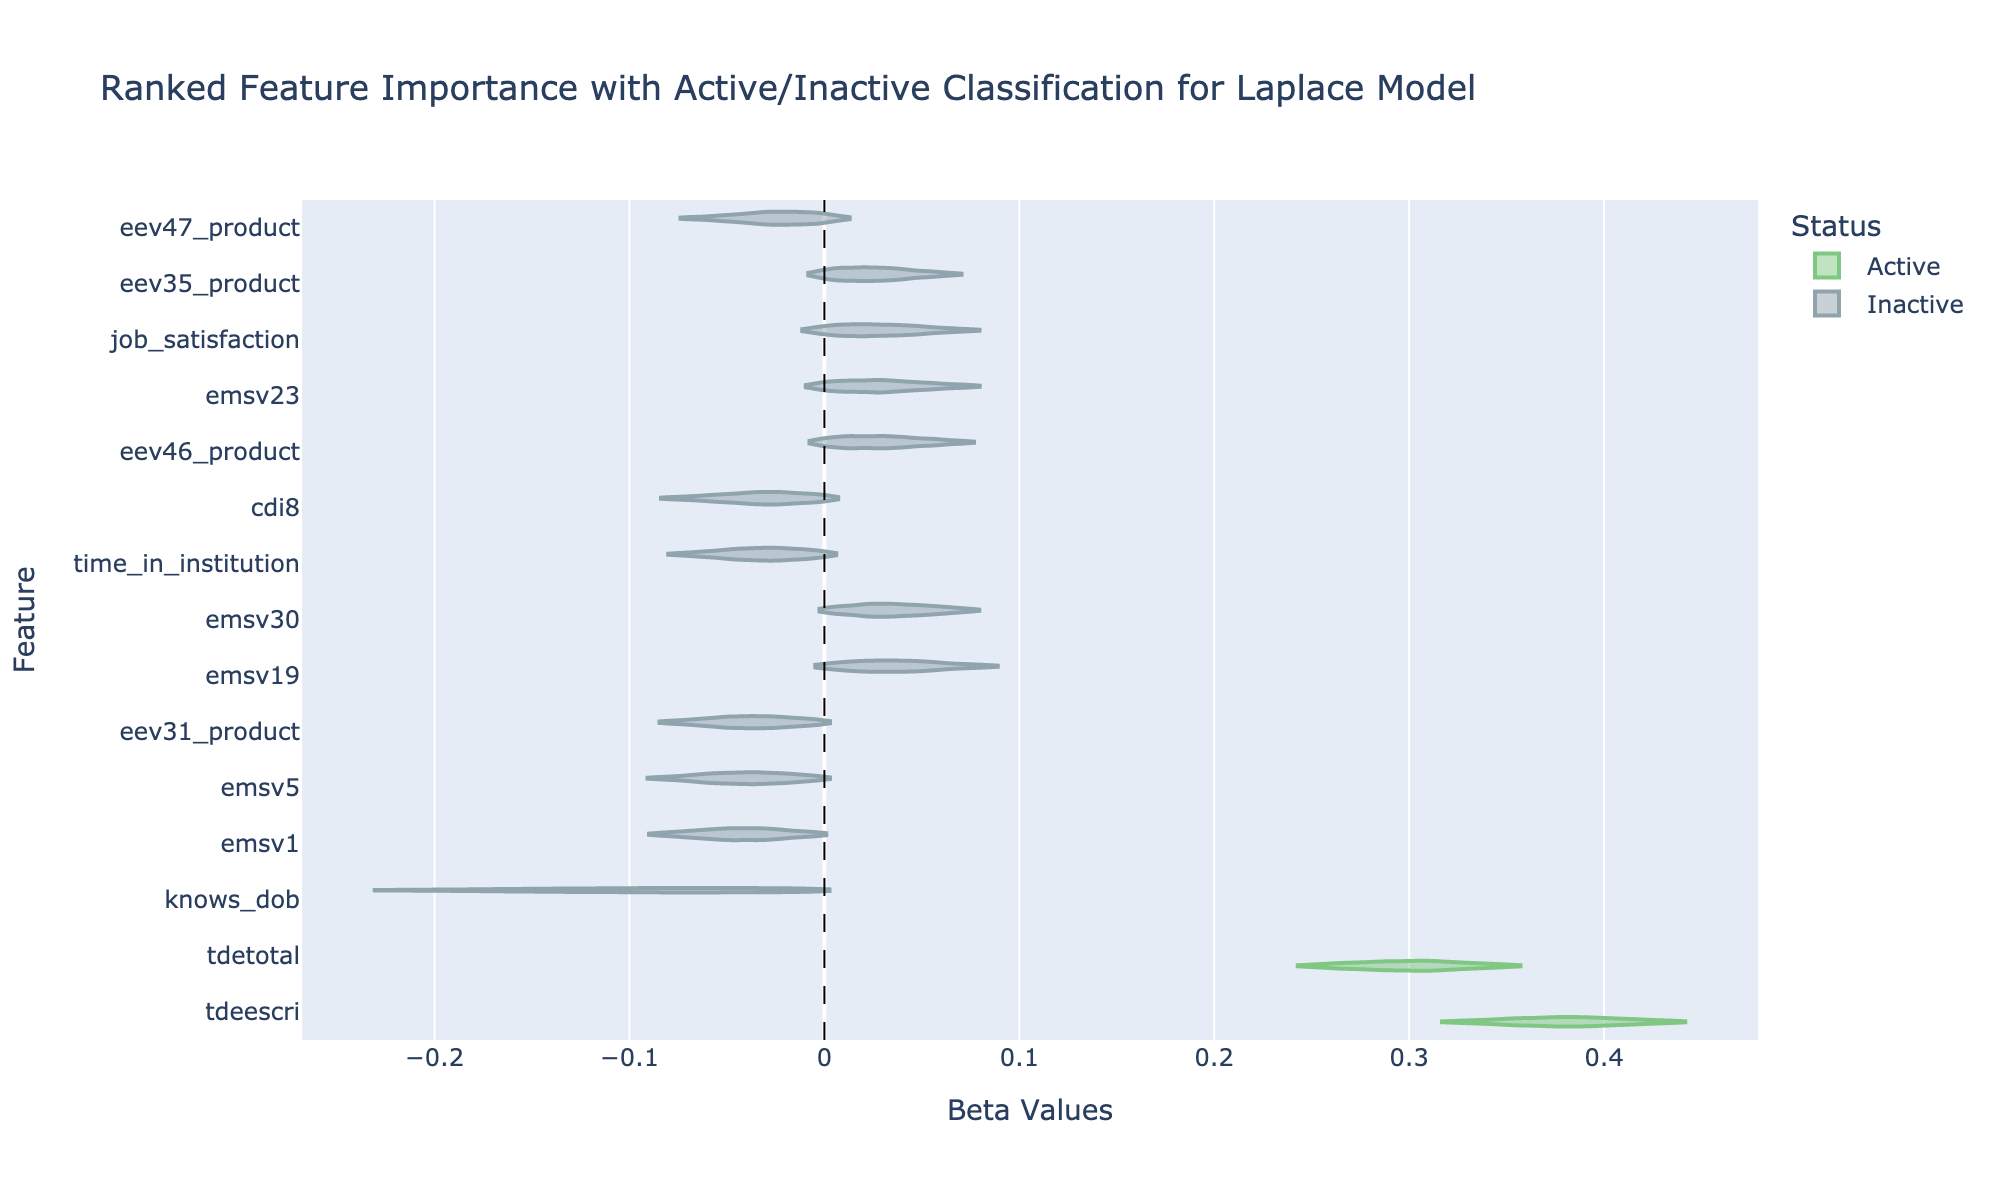 Ranked Feature Importance with Active/Inactive Classification for Laplace Model
Status
Active
Inactive
Feature
eev47_product
eev35_product
job_satisfaction
emsv23
eev46_product
cdi8
time_in_institution
emsv30
emsv19
eev31_product
emsv5
emsv1
knows_dob
tdetotal
tdeescri
−0.2 −0.1 0 0.1 0.2 0.3 0.4
Beta Values